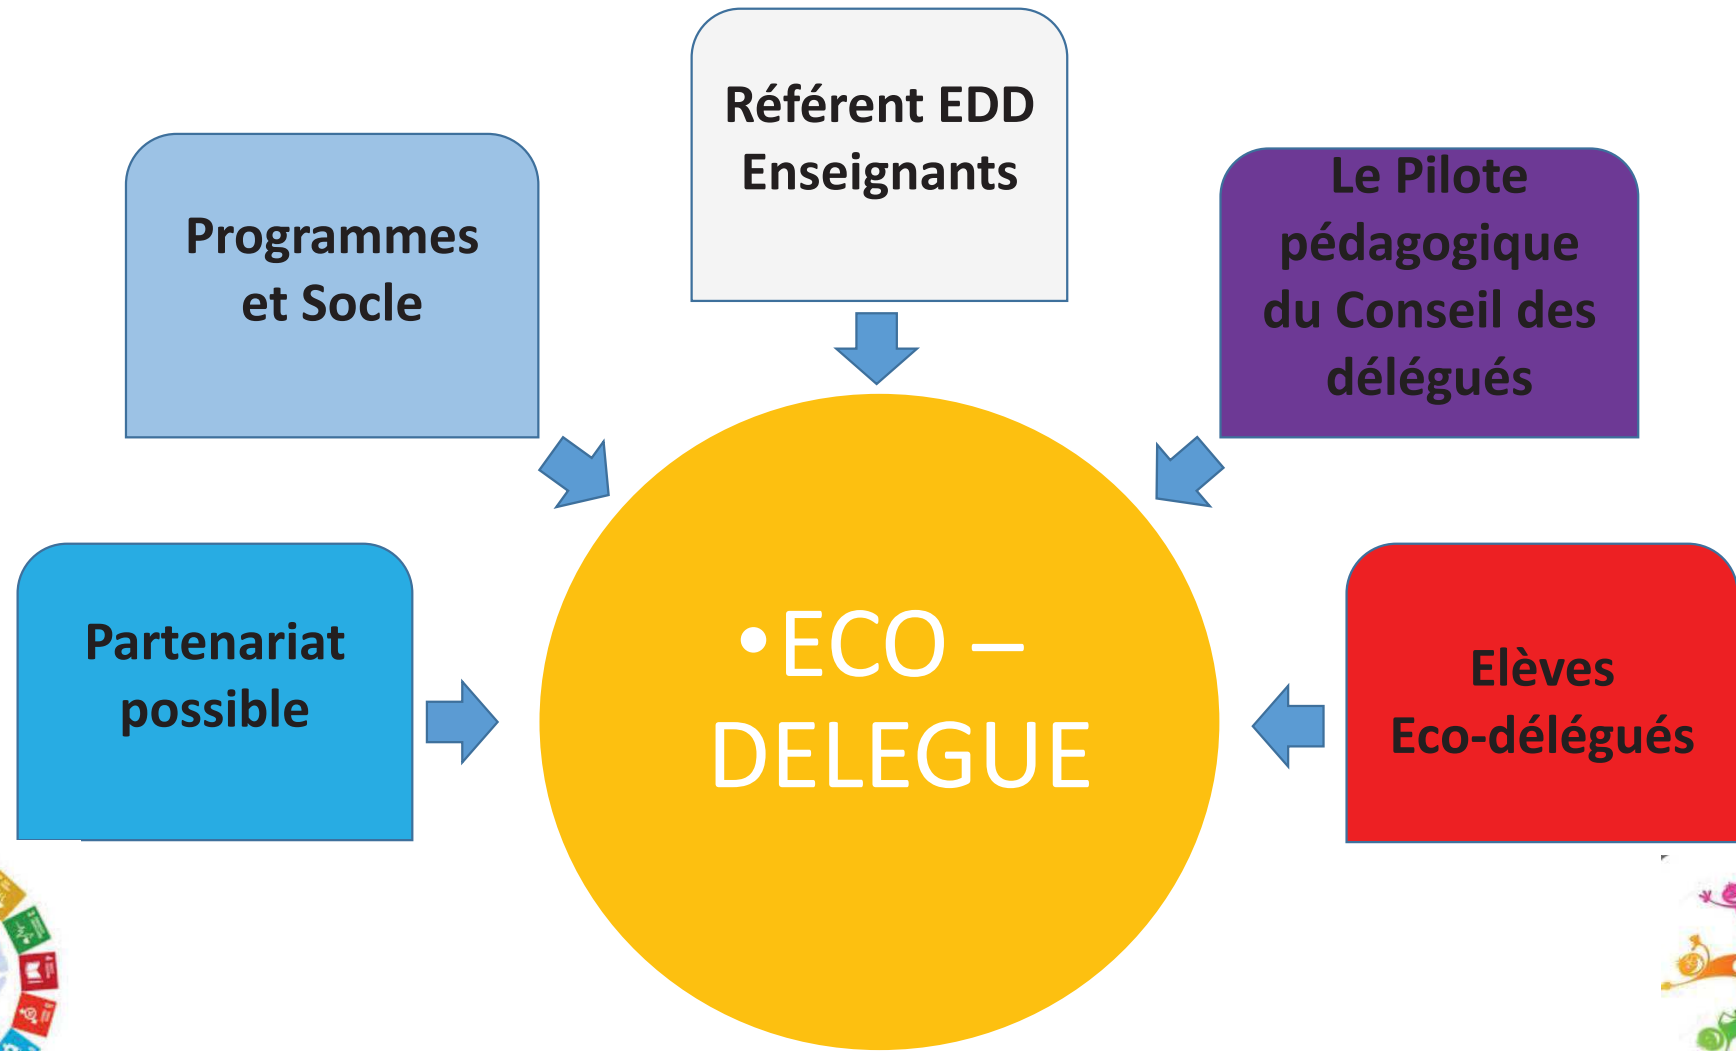 Référent EDD
Enseignants
Programmes
et Socle
Le Pilote
pédagogique
du Conseil des
délégués
Partenariat
possible
•ECO –
DELEGUE
Elèves
Eco-délégués